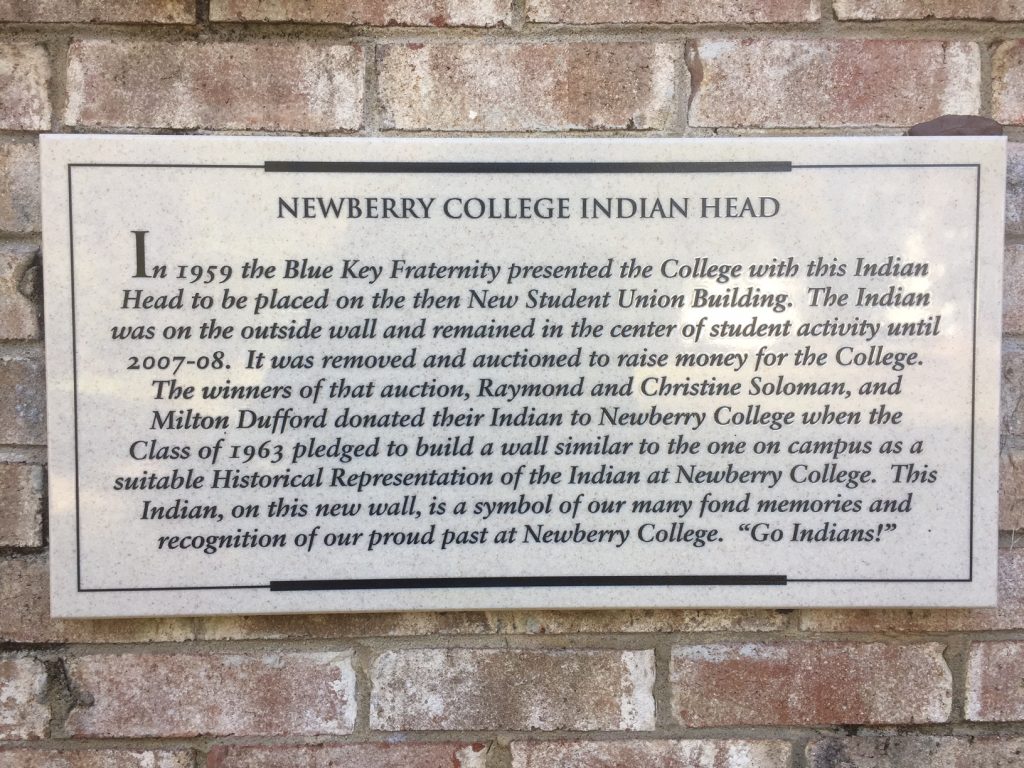 NEWBERRY COLLEGE INDIAN HEAD
In 1959 the Blue Key Fraternity presented the College with this Indian
Head to be placed on the then New Student Union Building. The Indian
was on the outside wall and remained in the center of student activity until
2007-08. It was removed and auctioned to raise money for the College.
The winners of that auction, Raymond and Christine Soloman, and
Milton Dufford donated their Indian to Newberry College when the
Class of 1963 pledged to build a wall similar to the one on campus as a
suitable Historical Representation of the Indian at Newberry College. This
Indian, on this new wall, is a symbol of our many fond memories and
recognition of our proud past at Newberry College. “Go Indians!”